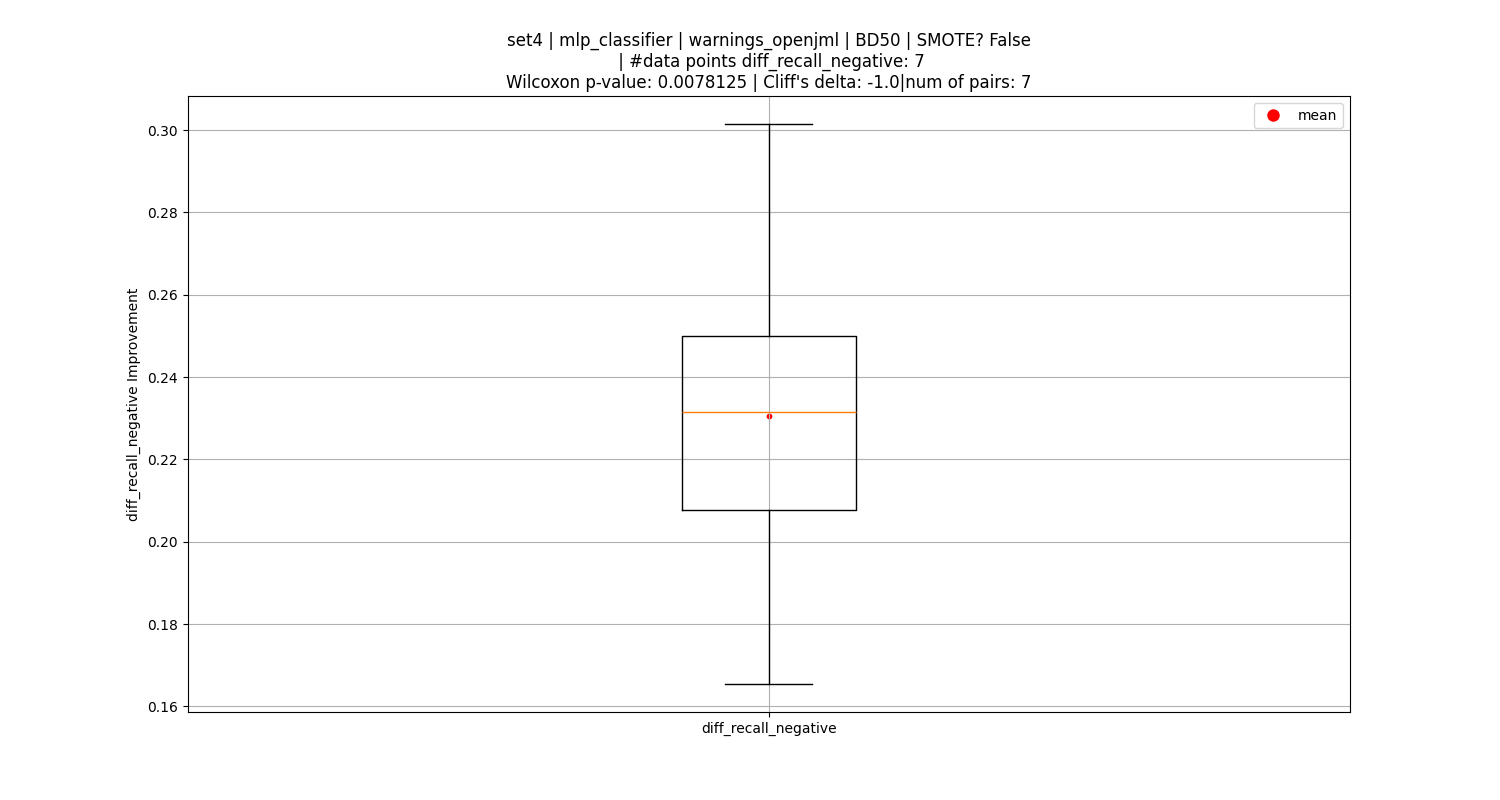 set4 | mlp_classifier | warnings_openjml | BD50 | SMOTE? False
| #data points diff_recall_negative: 7
Wilcoxon p-value: 0.0078125 | Cliff's delta: -1.0|num of pairs: 7
mean
0.30
0.28
0.26
0.24
0.22
0.20
0.18
0.16
diff_recall_negative Improvement
diff_recall_negative